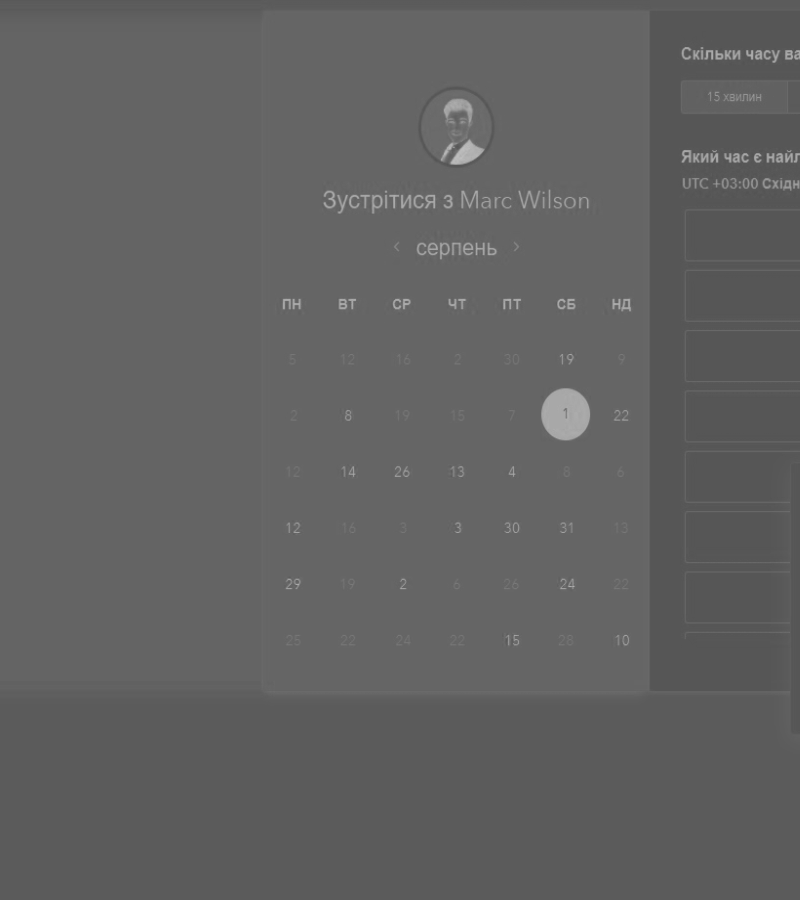 Зустрітися з Marc Wilson
‹ серпень ›
ПН ВТ СР ЧТ ПТ СБ НД
5 12 16 2 30 19 9
2 8 19 15 7 1 22
12 14 26 13 4 8 6
12 16 3 3 30 31 13
29 19 2 6 26 24 22
25 22 24 22 15 28 10
Скільки часу ва
15 хвилин
Який час є найл
UTC +03:00 Східн